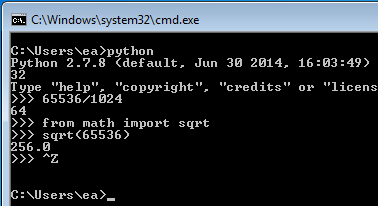 C:\Windows\system32\cmd.exe
C:\Users\ea>python
Python 2.7.8 (default, Jun 30 2014, 16:03:49)
32
Type "help", "copyright", "credits" or "licens
>>> 65536/1024
64
>>> from math import sqrt
>>> sqrt(65536)
256.0
>>> ^Z
C:\Users\ea>_